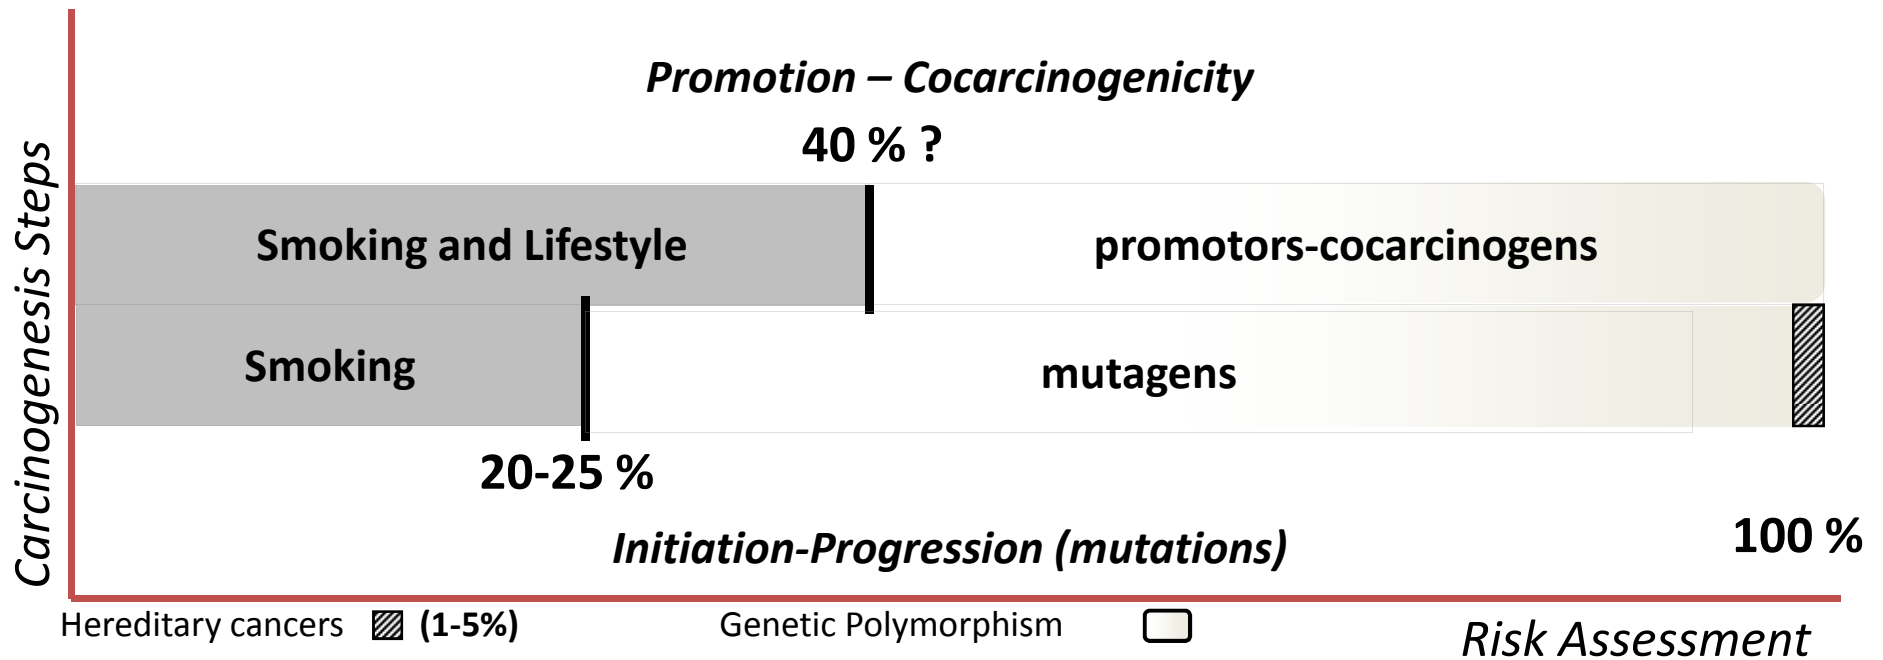 Promotion – Cocarcinogenicity
40 % ?
Carcinogenesis Steps
Smoking and Lifestyle
promotors-cocarcinogens
Smoking
mutagens
20-25 %
Initiation-Progression (mutations)
100 %
Hereditary cancers (1-5%)
Genetic Polymorphism
Risk Assessment